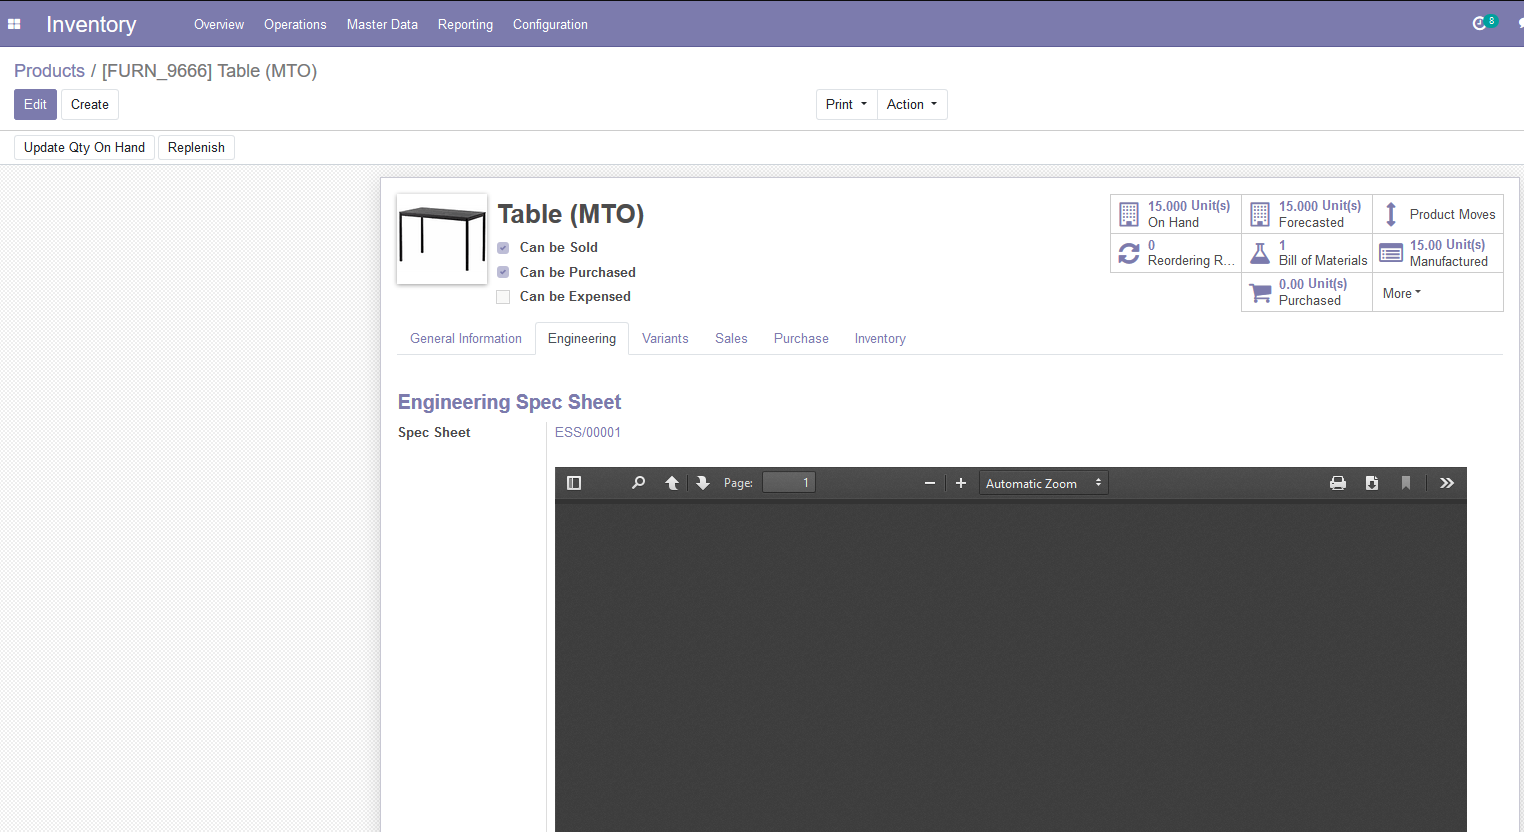 Inventory
Overview Operations Master Data Reporting Configuration
8
Products / [FURN_9666] Table (MTO)
Edit Create Print Action
Update Qty On Hand Replenish
Table (MTO)
Can be Sold
Can be Purchased
Can be Expensed
15.000 Unit(s)
On Hand
15.000 Unit(s)
Forecasted
Product Moves
0
Reordering R...
1
Bill of Materials
15.00 Unit(s)
Manufactured
0.00 Unit(s)
Purchased
More
General Information Engineering Variants Sales Purchase Inventory
Engineering Spec Sheet
Spec Sheet ESS/00001
Page: 1 Automatic Zoom